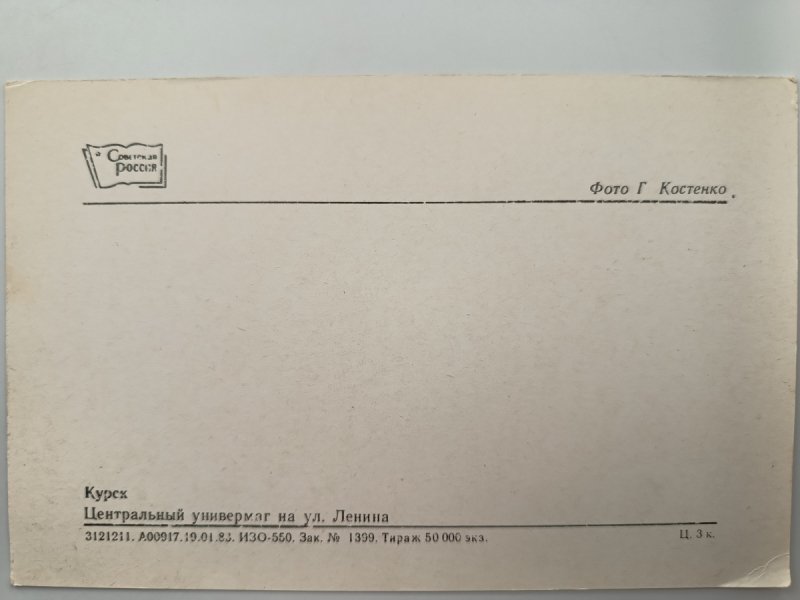 Советская
Россия
Фото Г Костенко
Курск
Центральный универмаг на ул. Ленина
3121211. А00917.19.01.83. ИЗО-550. Зак. № 1399. Тираж 50 000 экз.
Ц. 3 к.